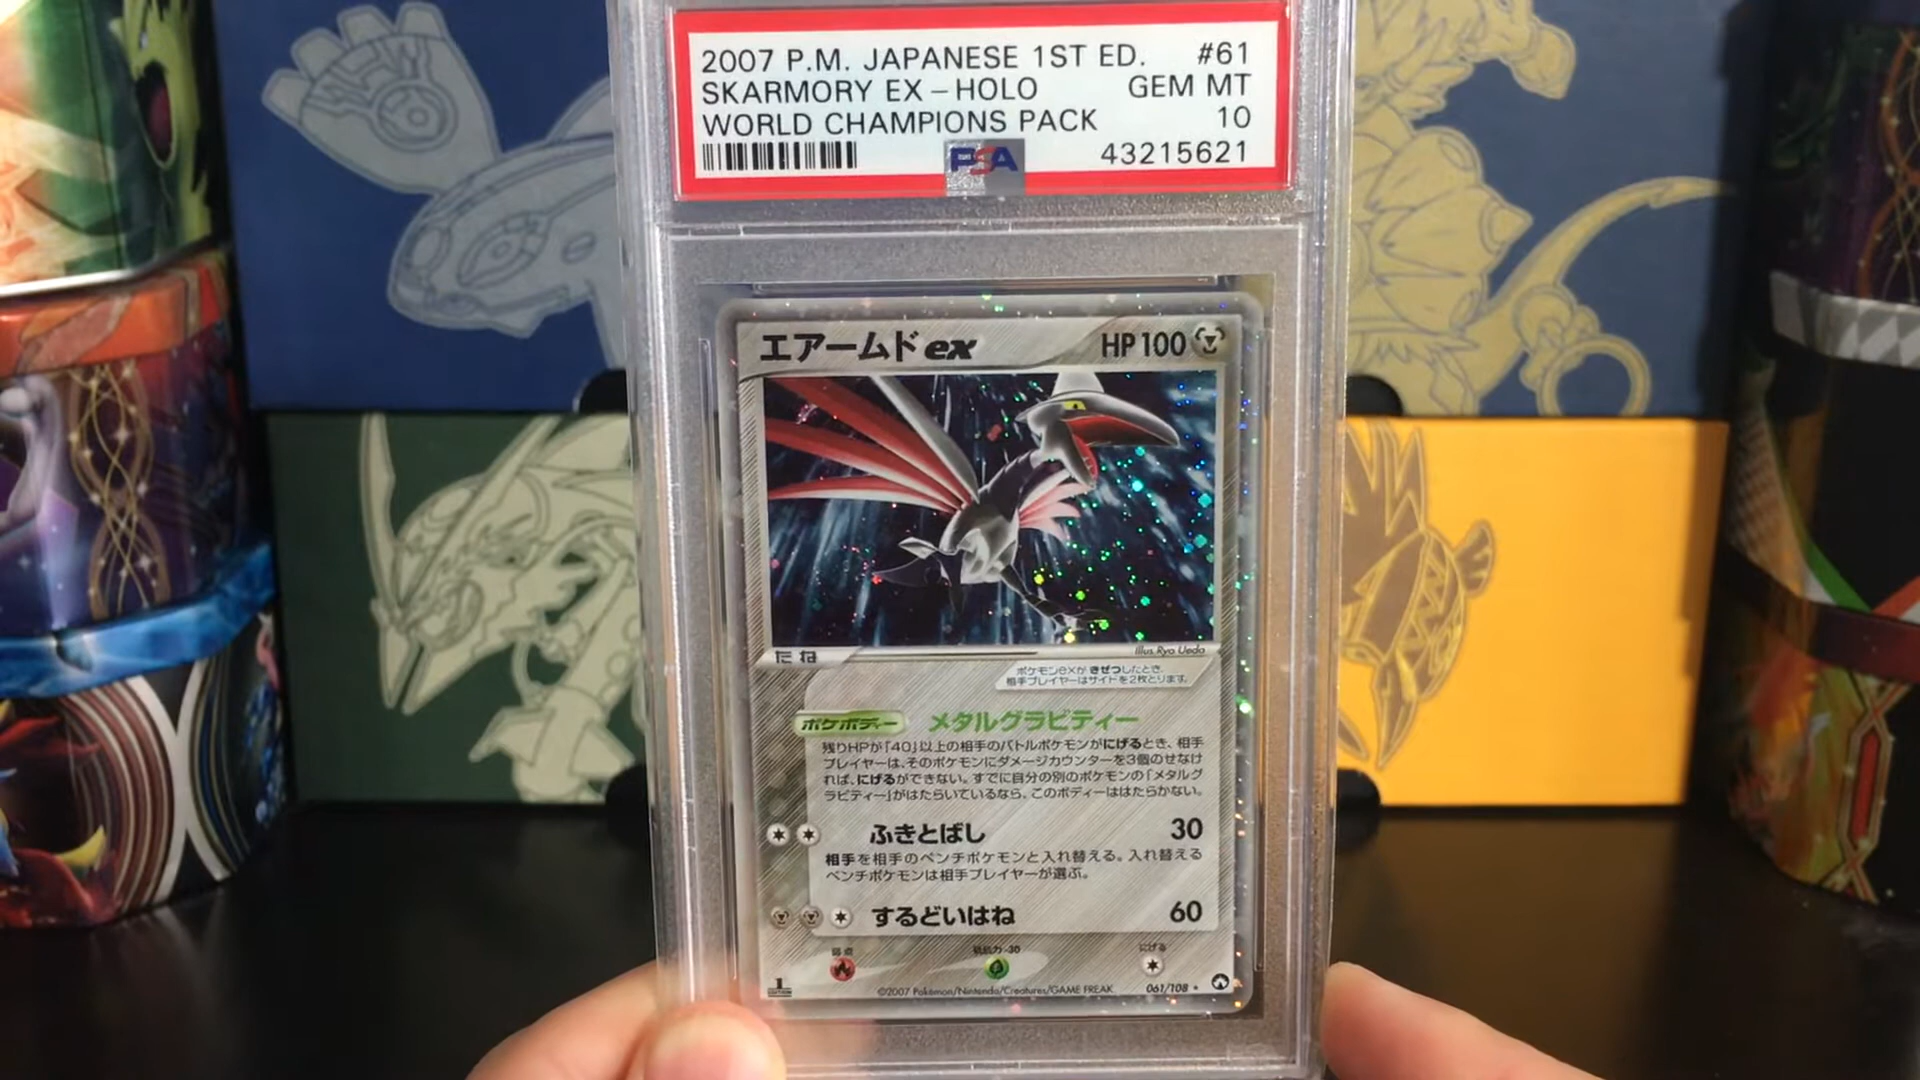 2007 P.M. JAPANESE 1ST ED. #61
SKARMORY EX-HOLO GEM MT
WORLD CHAMPIONS PACK 10
PSA 43215621
エアームドex HP100
たね
Illus. Ryo Ueda
ポケモンexがきぜつしたとき、
相手プレイヤーはサイドを2枚とります。
ポケボディー メタルグラビティー
残りHPが「40」以上の相手のバトルポケモンがにげるとき、相手
プレイヤーは、そのポケモンにダメージカウンターを3個のせなけ
れば、にげるができない。すでに自分の別のポケモンの「メタルグ
ラビティー」がはたらいているなら、このボディーははたらかない。
ふきとばし 30
相手を相手のベンチポケモンと入れ替える。入れ替える
ベンチポケモンは相手プレイヤーが選ぶ。
するどいはね 60
弱点 抵抗力 -30 にげる
1 EDITION
©2007 Pokémon/Nintendo/Creatures/GAME FREAK. 061/108